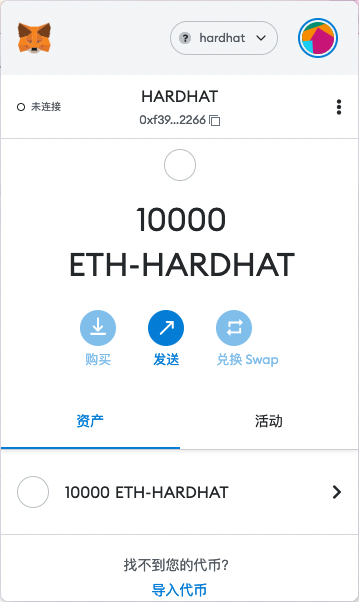 hardhat
未连接
HARDHAT
0xf39...2266
10000
ETH-HARDHAT
购买
发送
兑换 Swap
资产
活动
10000 ETH-HARDHAT
找不到您的代币?
导入代币